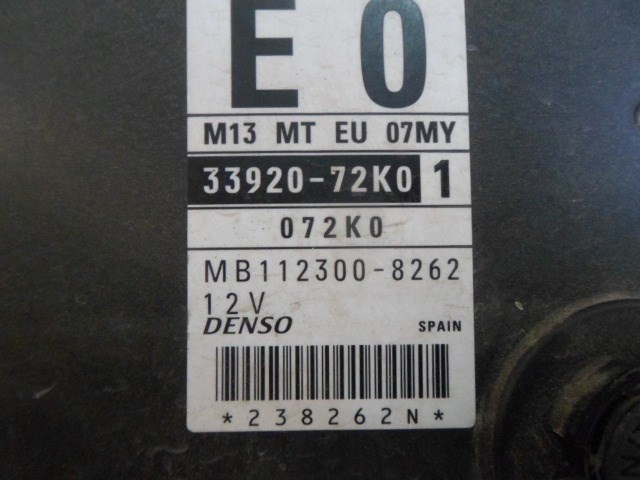 E 0
M13 MT EU 07MY
33920-72K0 1
072K0
MB112300-8262
12V
DENSO SPAIN
*238262N*